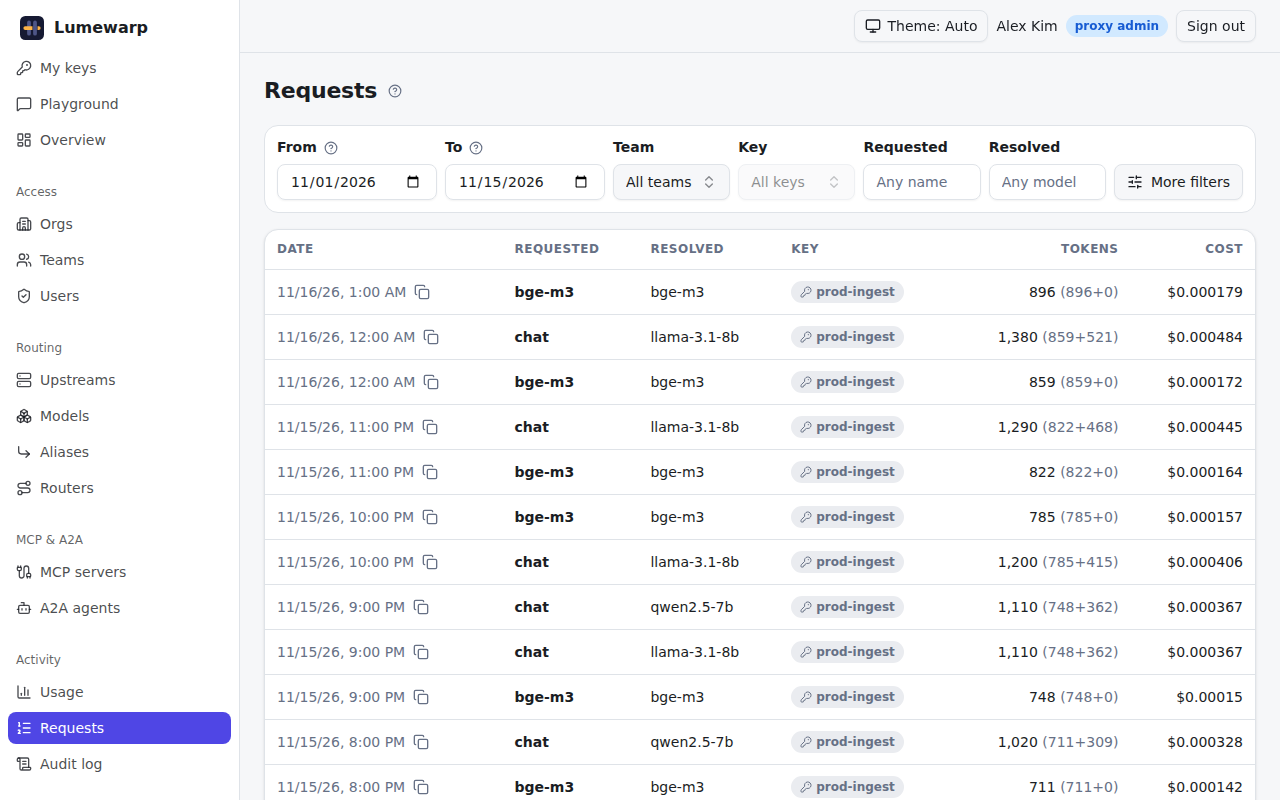 Lumewarp
Theme: Auto
Alex Kim
proxy admin
Sign out
My keys
Playground
Overview
Access
Orgs
Teams
Users
Routing
Upstreams
Models
Aliases
Routers
MCP & A2A
MCP servers
A2A agents
Activity
Usage
Requests
Audit log
Requests
From To Team Key Requested Resolved
11/01/2026 11/15/2026 All teams All keys Any name Any model More filters
DATE REQUESTED RESOLVED KEY TOKENS COST
11/16/26, 1:00 AM bge-m3 bge-m3 prod-ingest 896 (896+0) $0.000179
11/16/26, 12:00 AM chat llama-3.1-8b prod-ingest 1,380 (859+521) $0.000484
11/16/26, 12:00 AM bge-m3 bge-m3 prod-ingest 859 (859+0) $0.000172
11/15/26, 11:00 PM chat llama-3.1-8b prod-ingest 1,290 (822+468) $0.000445
11/15/26, 11:00 PM bge-m3 bge-m3 prod-ingest 822 (822+0) $0.000164
11/15/26, 10:00 PM bge-m3 bge-m3 prod-ingest 785 (785+0) $0.000157
11/15/26, 10:00 PM chat llama-3.1-8b prod-ingest 1,200 (785+415) $0.000406
11/15/26, 9:00 PM chat qwen2.5-7b prod-ingest 1,110 (748+362) $0.000367
11/15/26, 9:00 PM chat llama-3.1-8b prod-ingest 1,110 (748+362) $0.000367
11/15/26, 9:00 PM bge-m3 bge-m3 prod-ingest 748 (748+0) $0.00015
11/15/26, 8:00 PM chat qwen2.5-7b prod-ingest 1,020 (711+309) $0.000328
11/15/26, 8:00 PM bge-m3 bge-m3 prod-ingest 711 (711+0) $0.000142